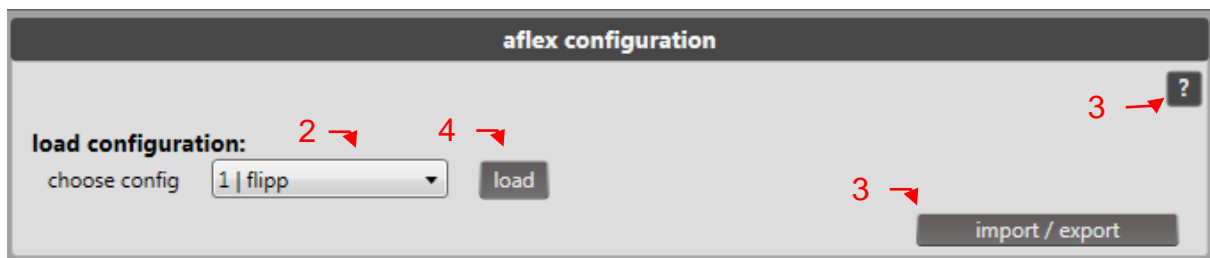 aflex configuration
?
3
load configuration: 2 4
choose config 1 | flipp load
3
import / export